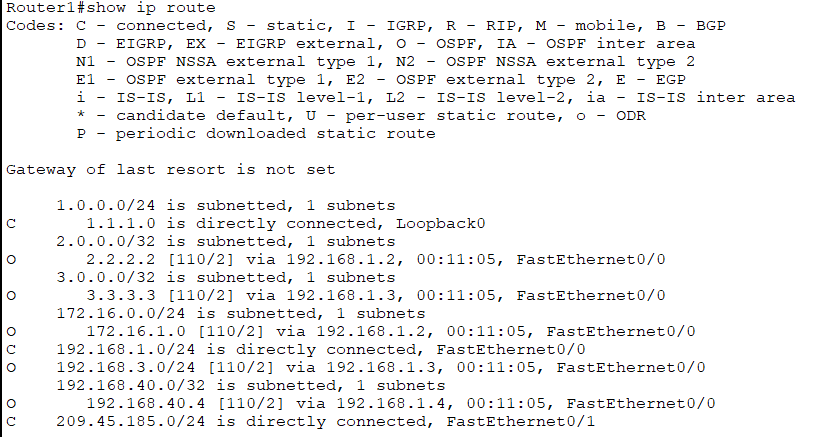 Router1#show ip route
Codes: C - connected, S - static, I - IGRP, R - RIP, M - mobile, B - BGP
       D - EIGRP, EX - EIGRP external, O - OSPF, IA - OSPF inter area
       N1 - OSPF NSSA external type 1, N2 - OSPF NSSA external type 2
       E1 - OSPF external type 1, E2 - OSPF external type 2, E - EGP
       i - IS-IS, L1 - IS-IS level-1, L2 - IS-IS level-2, ia - IS-IS inter area
       * - candidate default, U - per-user static route, o - ODR
       P - periodic downloaded static route
Gateway of last resort is not set
     1.0.0.0/24 is subnetted, 1 subnets
C       1.1.1.0 is directly connected, Loopback0
     2.0.0.0/32 is subnetted, 1 subnets
O       2.2.2.2 [110/2] via 192.168.1.2, 00:11:05, FastEthernet0/0
     3.0.0.0/32 is subnetted, 1 subnets
O       3.3.3.3 [110/2] via 192.168.1.3, 00:11:05, FastEthernet0/0
     172.16.0.0/24 is subnetted, 1 subnets
O       172.16.1.0 [110/2] via 192.168.1.2, 00:11:05, FastEthernet0/0
C    192.168.1.0/24 is directly connected, FastEthernet0/0
O    192.168.3.0/24 [110/2] via 192.168.1.3, 00:11:05, FastEthernet0/0
     192.168.40.0/32 is subnetted, 1 subnets
O       192.168.40.4 [110/2] via 192.168.1.4, 00:11:05, FastEthernet0/0
C    209.45.185.0/24 is directly connected, FastEthernet0/1